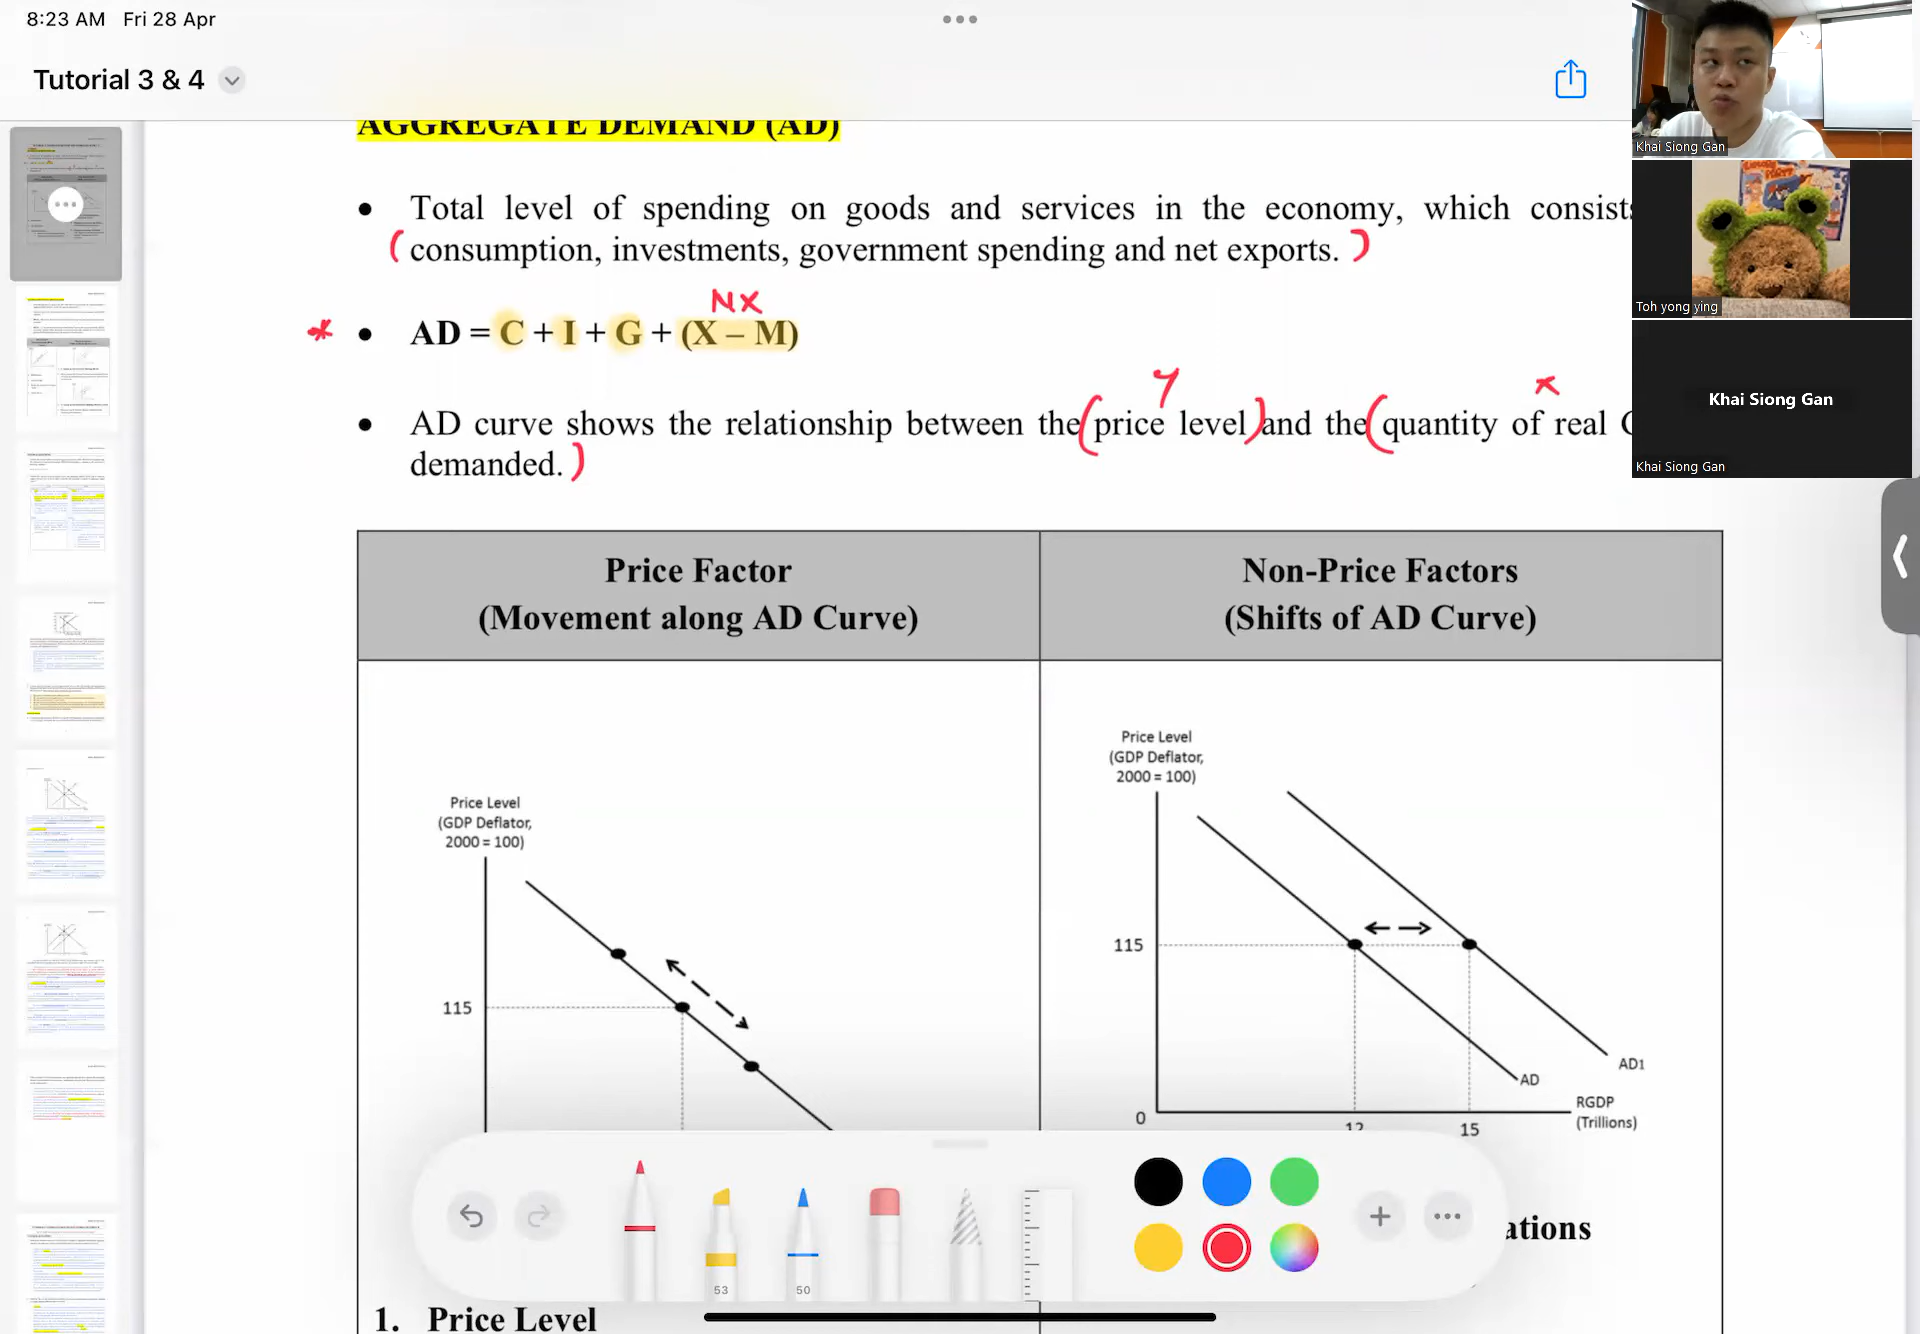 8:23 AM Fri 28 Apr
Tutorial 3 & 4
AGGREGATE DEMAND (AD)
• Total level of spending on goods and services in the economy, which
(consumption, investments, government spending and net exports.)
NX
* • AD = C + I + G + (X – M)
y x
• AD curve shows the relationship between the (price level) and the (quantity of real
demanded.)
Price Factor
(Movement along AD Curve)
Non-Price Factors
(Shifts of AD Curve)
Price Level
(GDP Deflator,
2000 = 100)
115
Price Level
(GDP Deflator,
2000 = 100)
115
AD1
AD
RGDP
(Trillions)
0
12
15
1. Price Level
53
50
Khai Siong Gan
Toh yong ying
Khai Siong Gan
Khai Siong Gan